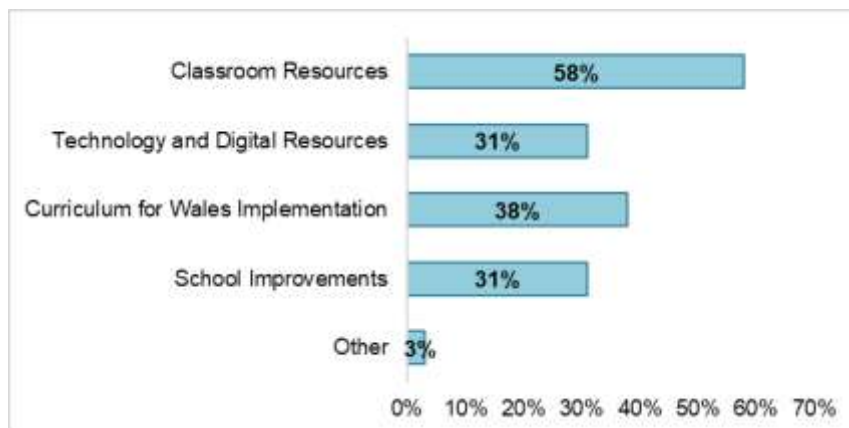 Classroom Resources 58%
Technology and Digital Resources 31%
Curriculum for Wales Implementation 38%
School Improvements 31%
Other 3%
0% 10% 20% 30% 40% 50% 60% 70%